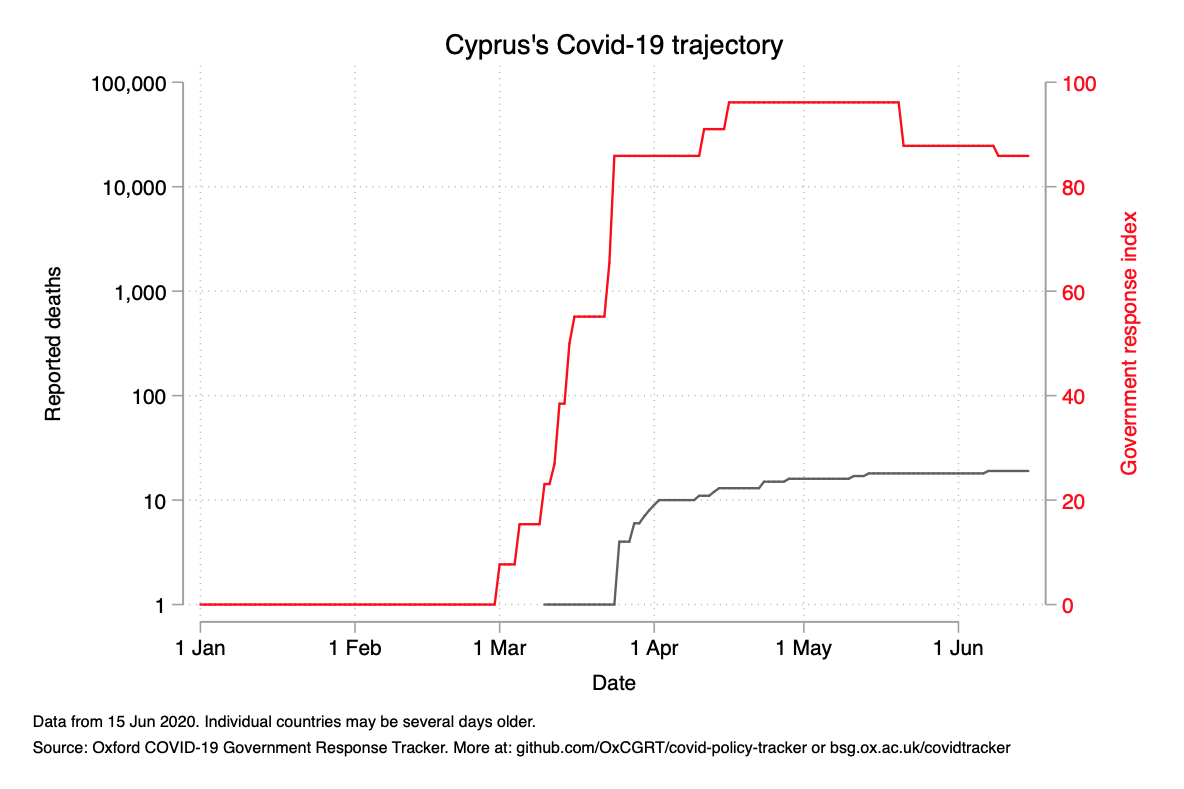 Cyprus's Covid-19 trajectory
100,000
10,000
1,000
100
10
1
Reported deaths
100
80
60
40
20
0
Government response index
1 Jan
1 Feb
1 Mar
1 Apr
1 May
1 Jun
Date
Data from 15 Jun 2020. Individual countries may be several days older.
Source: Oxford COVID-19 Government Response Tracker. More at: github.com/OxCGRT/covid-policy-tracker or bsg.ox.ac.uk/covidtracker